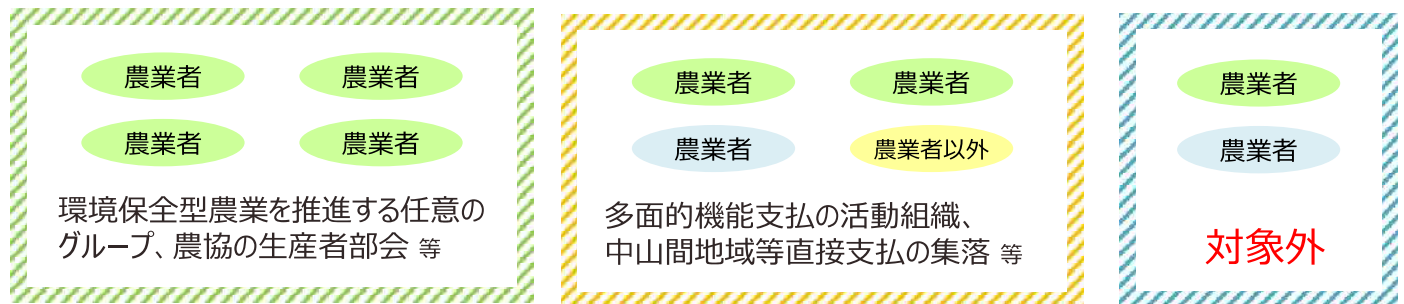 農業者
農業者
農業者
農業者
環境保全型農業を推進する任意の
グループ、農協の生産者部会 等
農業者
農業者
農業者
農業者以外
多面的機能支払の活動組織、
中山間地域等直接支払の集落 等
農業者
農業者
対象外